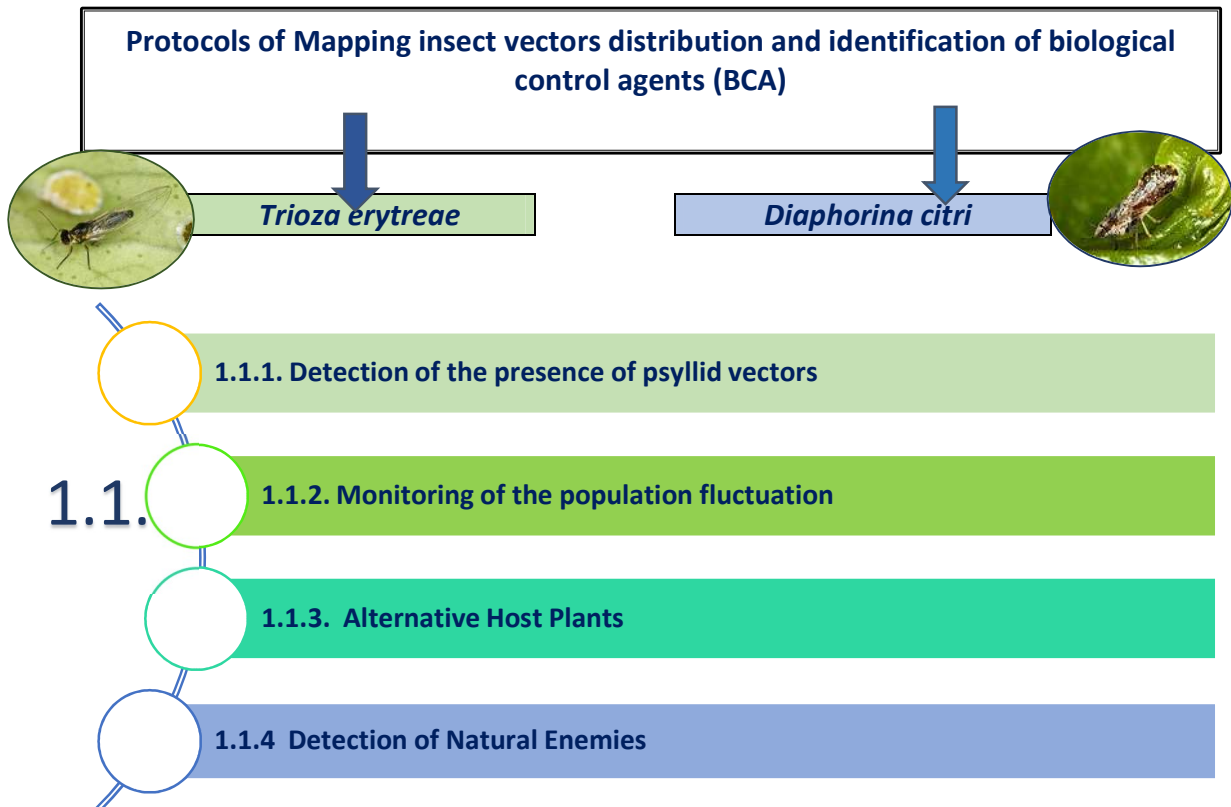 Protocols of Mapping insect vectors distribution and identification of biological
control agents (BCA)
Trioza erytreae
Diaphorina citri
1.1.
1.1.1. Detection of the presence of psyllid vectors
1.1.2. Monitoring of the population fluctuation
1.1.3. Alternative Host Plants
1.1.4 Detection of Natural Enemies